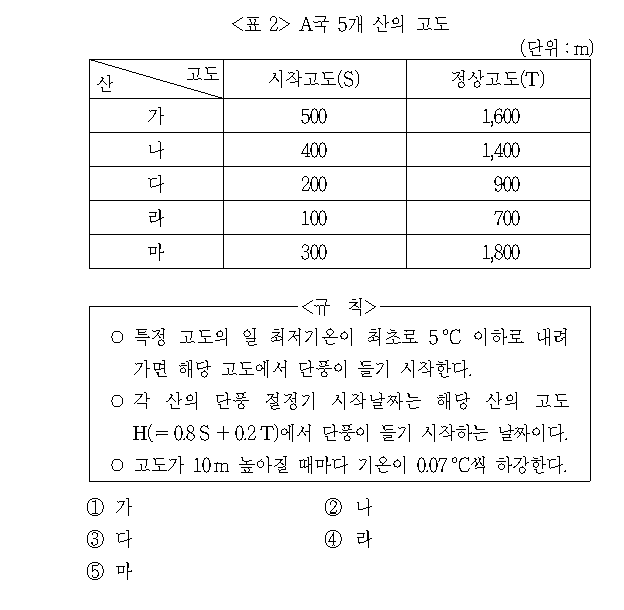 <표 2> A국 5개 산의 고도
(단위 : m)
산 고도 시작고도(S) 정상고도(T)
가 500 1,600
나 400 1,400
다 200 900
라 100 700
마 300 1,800
<규 칙>
○ 특정 고도의 일 최저기온이 최초로 5℃ 이하로 내려
가면 해당 고도에서 단풍이 들기 시작한다.
○ 각 산의 단풍 절정기 시작날짜는 해당 산의 고도
H(= 0.8 S + 0.2 T)에서 단풍이 들기 시작하는 날짜이다.
○ 고도가 10m 높아질 때마다 기온이 0.07℃씩 하강한다.
① 가 ② 나
③ 다 ④ 라
⑤ 마